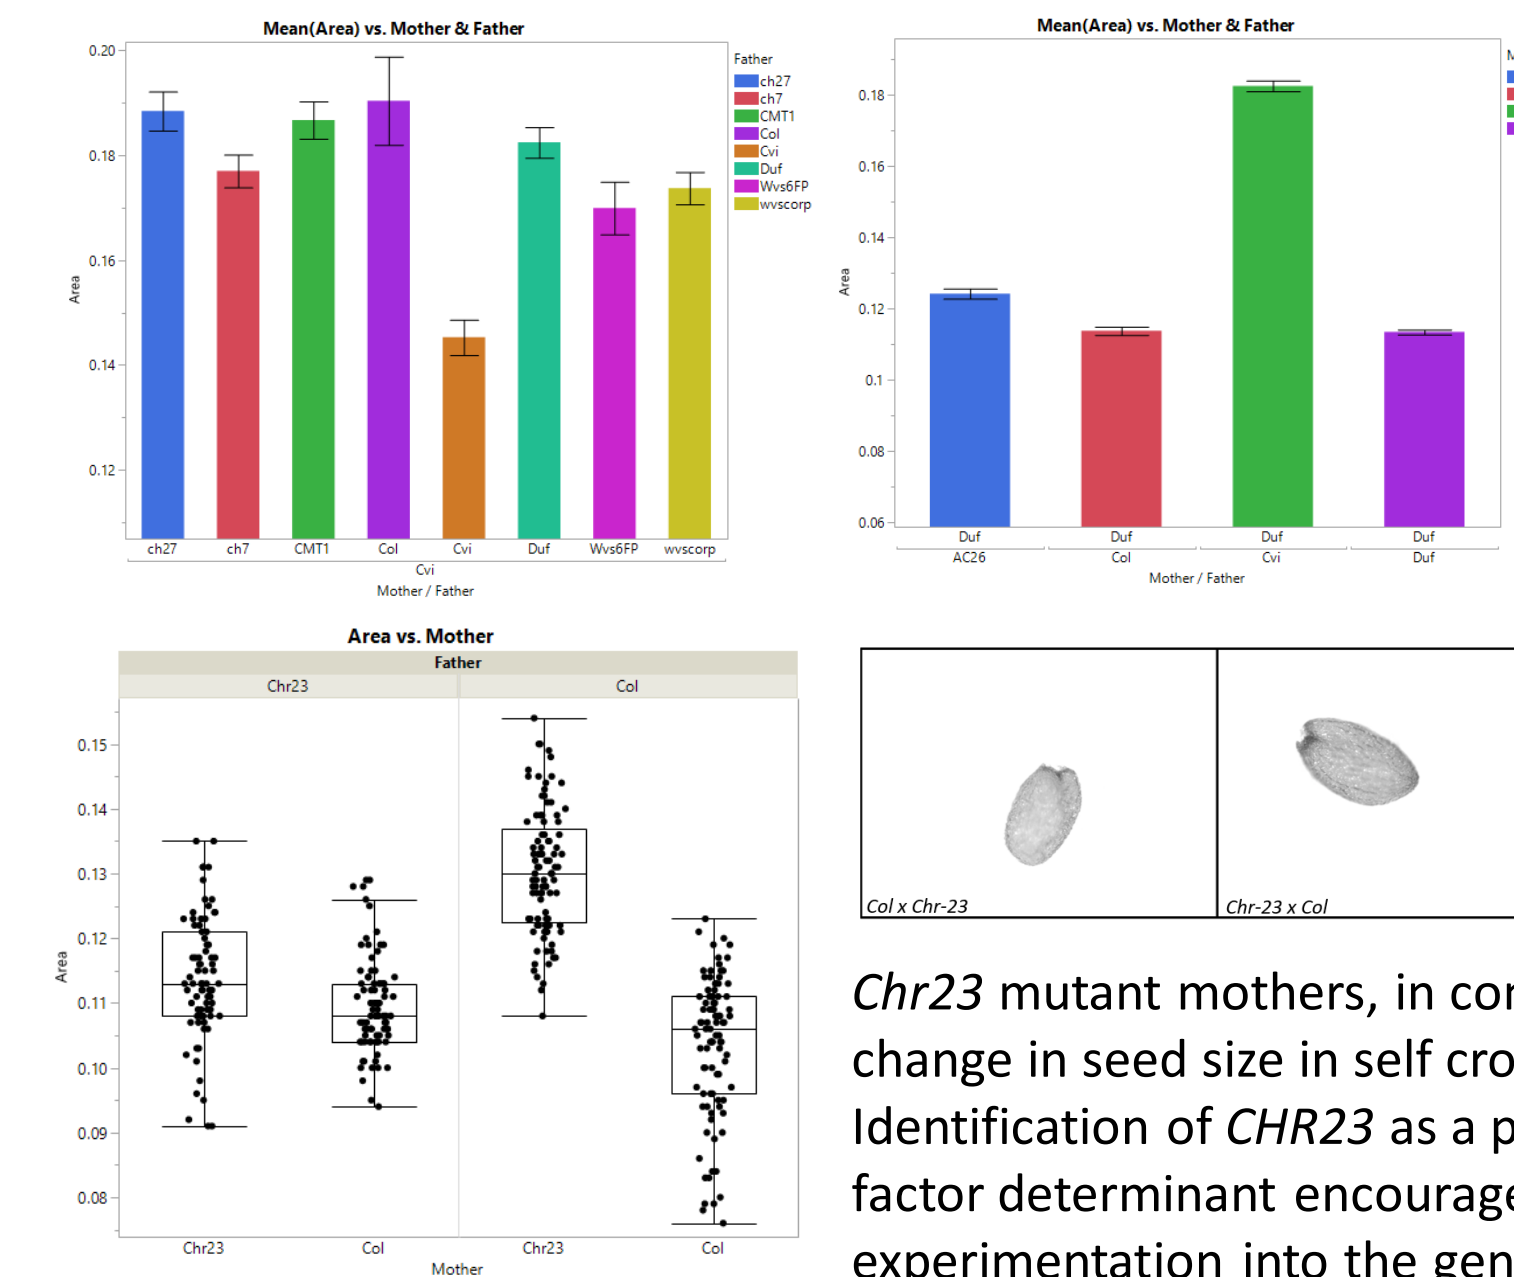 Mean(Area) vs. Mother & Father
0.20
0.18
0.16
0.14
0.12
Area
ch27 ch7 CMT1 Col Cvi Duf Wvs6FP wvscorp
Cvi
Mother / Father
Father
ch27
ch7
CMT1
Col
Cvi
Duf
Wvs6FP
wvscorp
Mean(Area) vs. Mother & Father
0.18
0.16
0.14
0.12
0.1
0.08
0.06
Area
Duf Duf Duf Duf
AC26 Col Cvi Duf
Mother / Father
Area vs. Mother
Father
Chr23 Col
0.15
0.14
0.13
0.12
0.11
0.10
0.09
0.08
Area
Chr23 Col Chr23 Col
Mother
Col x Chr-23
Chr-23 x Col
Chr23 mutant mothers, in
change in seed size in self
Identification of CHR23 as a
factor determinant
experimentation into the